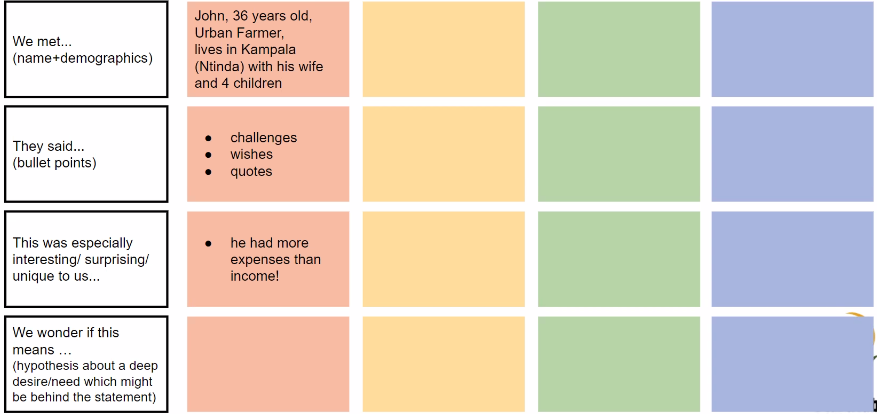 We met...
(name+demographics)
John, 36 years old,
Urban Farmer,
lives in Kampala
(Ntinda) with his wife
and 4 children
They said...
(bullet points)
● challenges
● wishes
● quotes
This was especially
interesting/ surprising/
unique to us...
● he had more
expenses than
income!
We wonder if this
means …
(hypothesis about a deep
desire/need which might
be behind the statement)